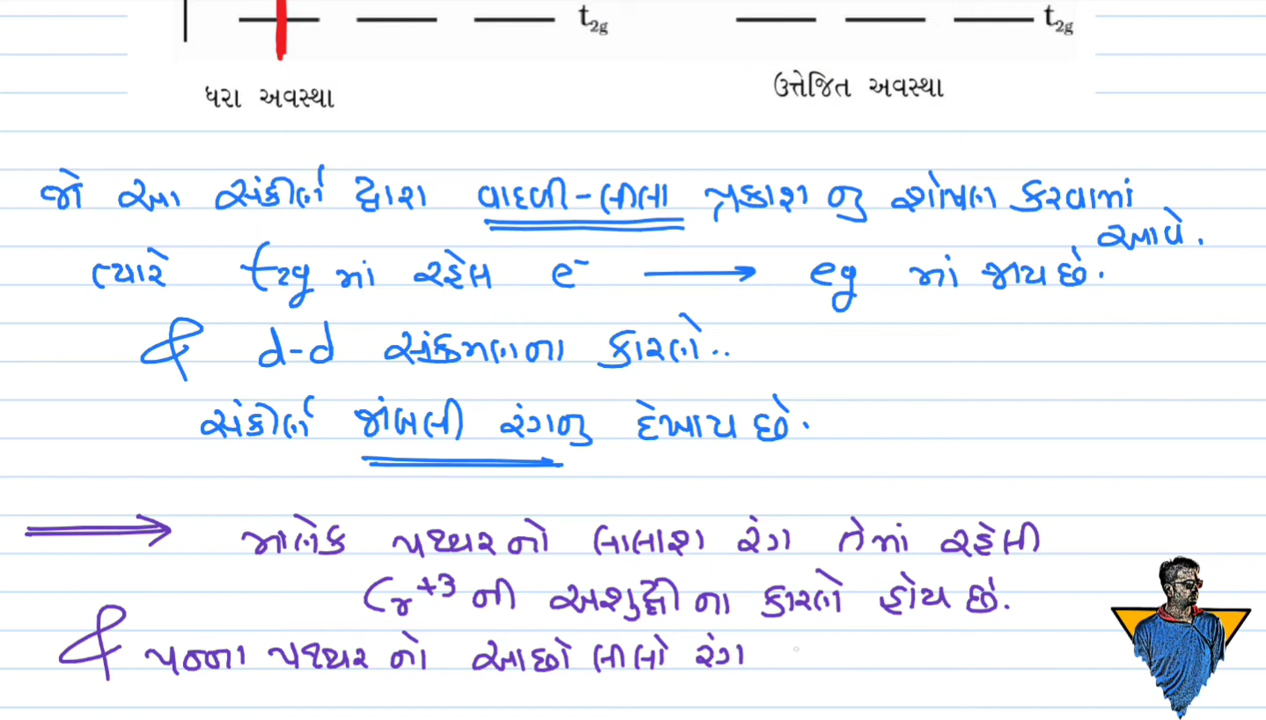 t2g t2g
ધરા અવસ્થા ઉત્તેજિત અવસ્થા
જો આ સંકીર્ણ દ્વારા વાદળી-લીલા પ્રકાશ નુ શોષણ કરવામાં
આવે.
ત્યારે t2g માં રહેલ e⁻ ⟶ eg માં જાય છે.
& d-d સંક્રમણના કારણે..
સંકીર્ણ જાંબલી રંગનુ દેખાય છે.
⟹ માણેક પથ્થરનો લાલાશ રંગ તેમાં રહેલી
Cr⁺³ ની અશુદ્ધીના કારણે હોય છે.
& પન્ના પથ્થર નો આછો લીલો રંગ